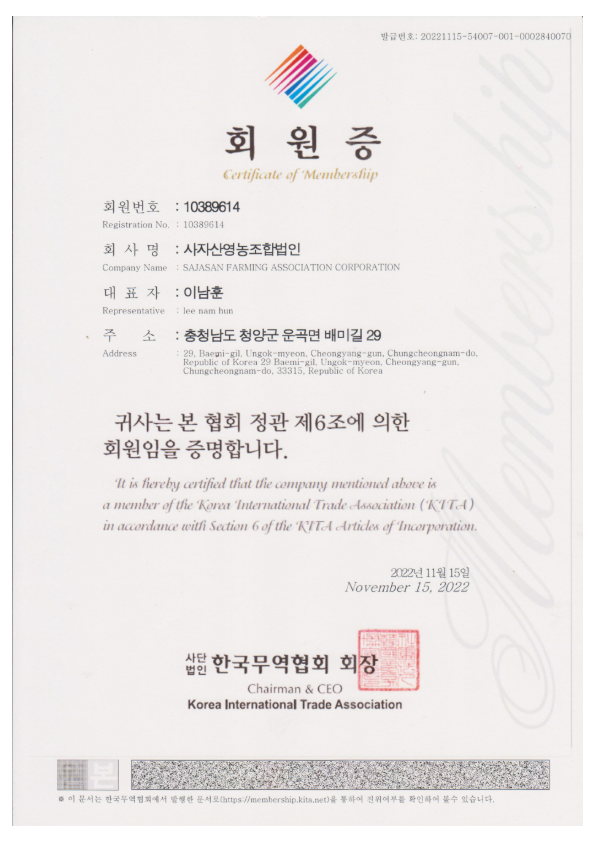 발급번호: 20221115-54007-001-0002840070
회 원 증
Certificate of Membership
회원번호 : 10389614
Registration No. : 10389614
회 사 명 : 사자산영농조합법인
Company Name : SAJASAN FARMING ASSOCIATION CORPORATION
대 표 자 : 이남훈
Representative : lee nam hun
주 소 : 충청남도 청양군 운곡면 배미길 29
Address : 29, Baemi-gil, Ungok-myeon, Cheongyang-gun, Chungcheongnam-do,
Republic of Korea 29 Baemi-gil, Ungok-myeon, Cheongyang-gun,
Chungcheongnam-do, 33315, Republic of Korea
귀사는 본 협회 정관 제6조에 의한
회원임을 증명합니다.
It is hereby certified that the company mentioned above is
a member of the Korea International Trade Association (KITA)
in accordance with Section 6 of the KITA Articles of Incorporation.
2022년 11월 15일
November 15, 2022
사단법인 한국무역협회 회장
Chairman & CEO
Korea International Trade Association
본
※ 이 문서는 한국무역협회에서 발행한 문서로(https://membership.kita.net)을 통하여 진위여부를 확인하여 볼수 있습니다.
Membership